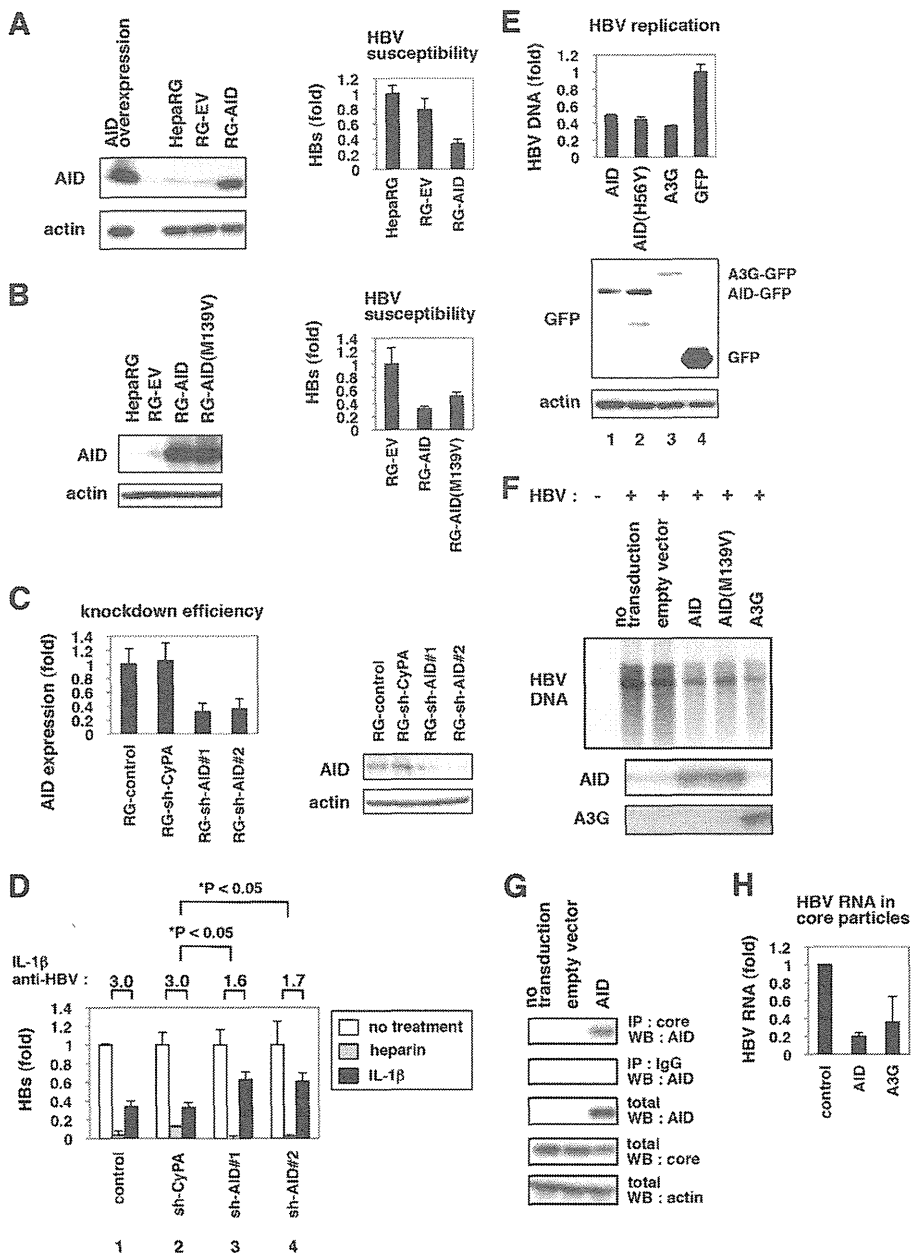 A
AID
overexpression
HepaRG
RG-EV
RG-AID
AID
actin
HBV
susceptibility
HBs (fold)
1.2
1
0.8
0.6
0.4
0.2
0
HepaRG
RG-EV
RG-AID
B
HepaRG
RG-EV
RG-AID
RG-AID(M139V)
AID
actin
HBV
susceptibility
HBs (fold)
1.4
1.2
1
0.8
0.6
0.4
0.2
0
RG-EV
RG-AID
RG-AID(M139V)
C
knockdown efficiency
AID expression (fold)
1.4
1.2
1
0.8
0.6
0.4
0.2
0
RG-control
RG-sh-CyPA
RG-sh-AID#1
RG-sh-AID#2
RG-control
RG-sh-CyPA
RG-sh-AID#1
RG-sh-AID#2
AID
actin
D
*P < 0.05
*P < 0.05
IL-1β
anti-HBV :
3.0
3.0
1.6
1.7
HBs (fold)
1.4
1.2
1
0.8
0.6
0.4
0.2
0
no treatment
heparin
IL-1β
control
sh-CyPA
sh-AID#1
sh-AID#2
1
2
3
4
E
HBV replication
HBV DNA (fold)
1.2
1
0.8
0.6
0.4
0.2
0
AID
AID(H56Y)
A3G
GFP
GFP
A3G-GFP
AID-GFP
GFP
actin
1
2
3
4
F
HBV :
-
+
+
+
+
+
no
transduction
empty vector
AID
AID(M139V)
A3G
HBV
DNA
AID
A3G
G
no
transduction
empty vector
AID
IP : core
WB : AID
IP : IgG
WB : AID
total
WB : AID
total
WB : core
total
WB : actin
H
HBV RNA in
core particles
HBV RNA (fold)
1.2
1
0.8
0.6
0.4
0.2
0
control
AID
A3G